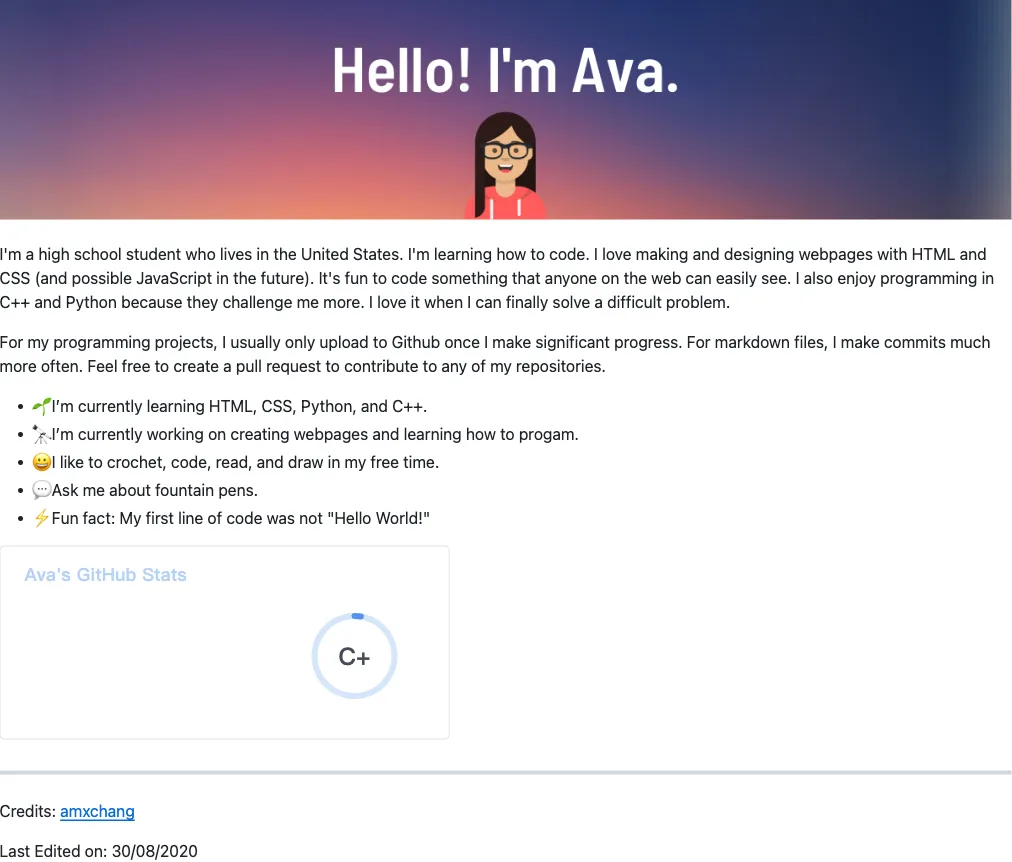 Hello! I'm Ava.
I'm a high school student who lives in the United States. I'm learning how to code. I love making and designing webpages with HTML and
CSS (and possible JavaScript in the future). It's fun to code something that anyone on the web can easily see. I also enjoy programming in
C++ and Python because they challenge me more. I love it when I can finally solve a difficult problem.
For my programming projects, I usually only upload to Github once I make significant progress. For markdown files, I make commits much
more often. Feel free to create a pull request to contribute to any of my repositories.
• 🌱I’m currently learning HTML, CSS, Python, and C++.
• 🔭I’m currently working on creating webpages and learning how to progam.
• 😀I like to crochet, code, read, and draw in my free time.
• 💬Ask me about fountain pens.
• ⚡Fun fact: My first line of code was not "Hello World!"
Ava's GitHub Stats
C+
Credits: amxchang
Last Edited on: 30/08/2020